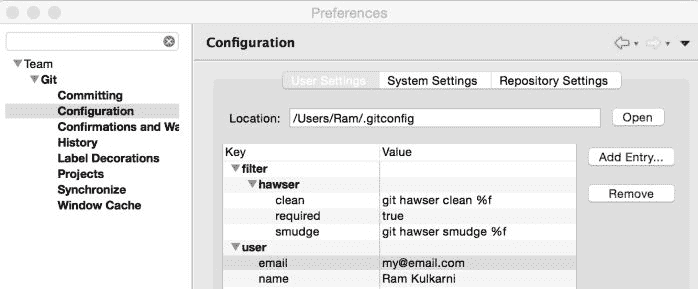 Preferences
Team
Git
Committing
Configuration
Confirmations and Wa
History
Label Decorations
Projects
Synchronize
Window Cache
Configuration
User Settings
System Settings
Repository Settings
Location: /Users/Ram/.gitconfig Open
Key Value
filter
hawser
clean git hawser clean %f
required true
smudge git hawser smudge %f
user
email my@email.com
name Ram Kulkarni
Add Entry...
Remove